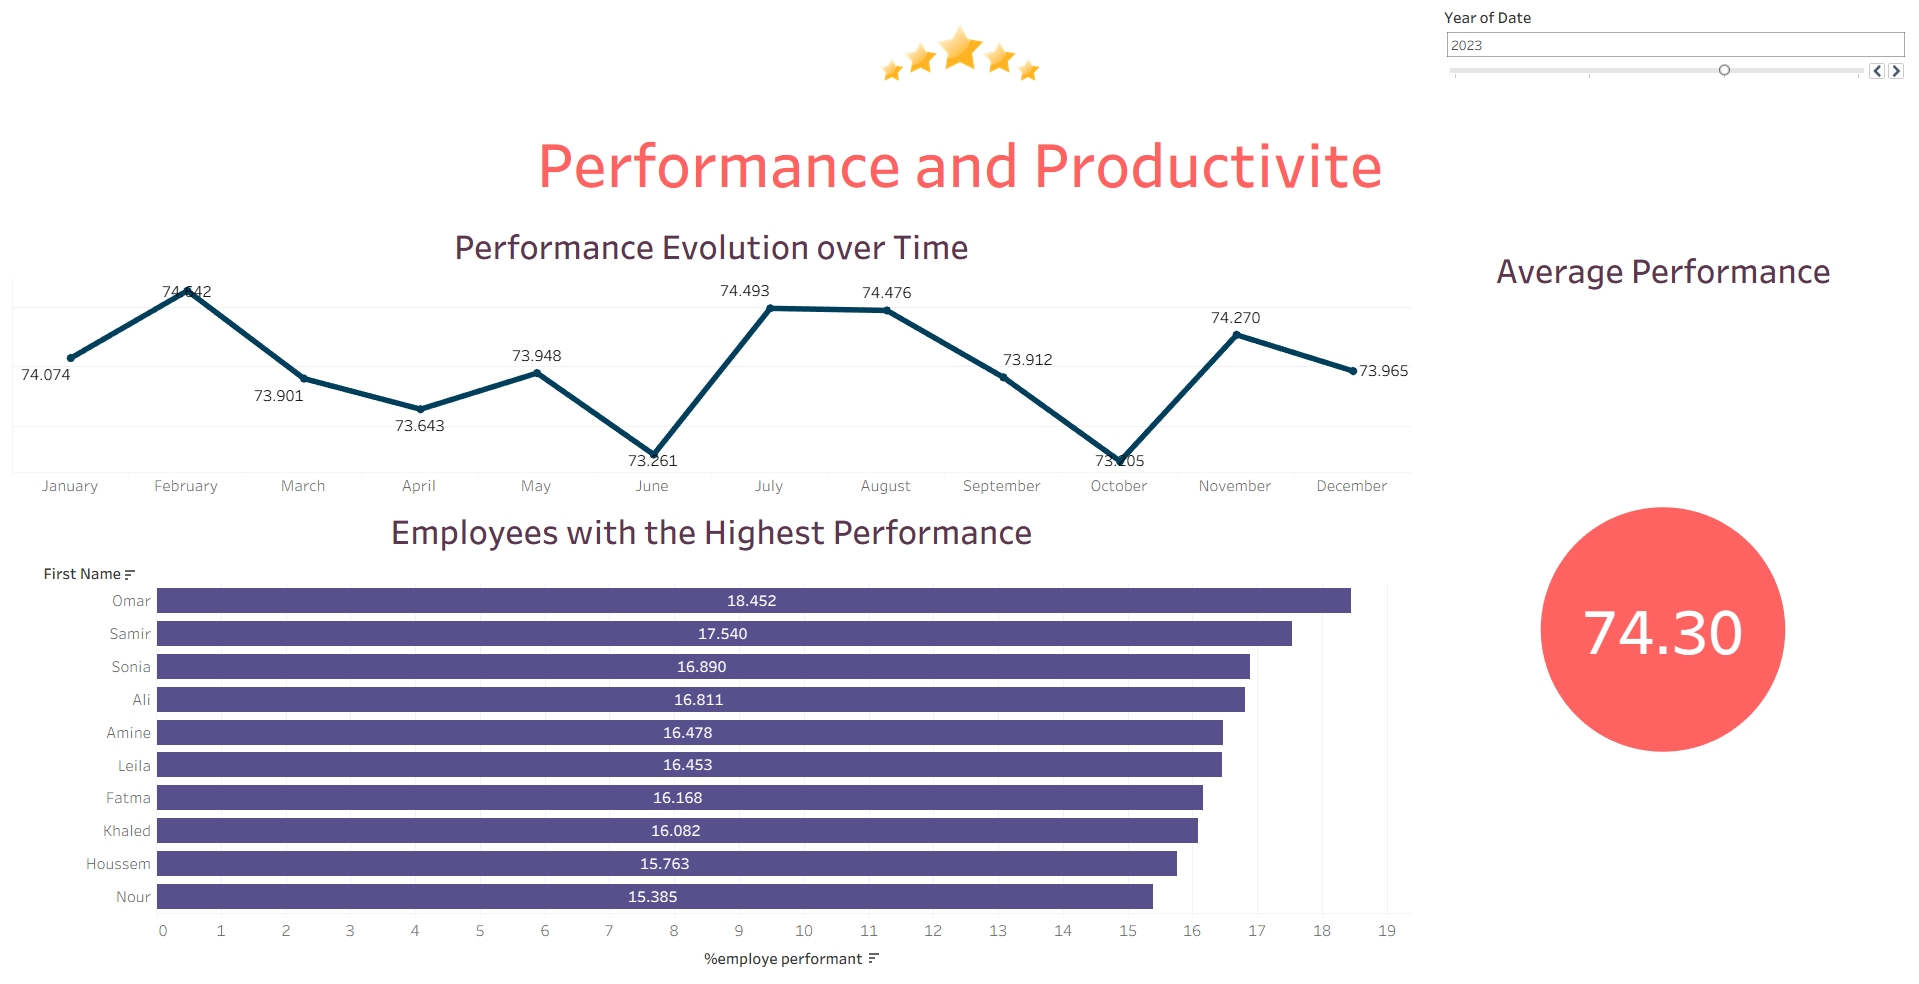 Year of Date
2023
Performance and Productivite
Performance Evolution over Time
74.074
74.642
73.901
73.643
73.948
73.261
74.493
74.476
73.912
73.205
74.270
73.965
January February March April May June July August September October November December
Average Performance
74.30
Employees with the Highest Performance
First Name
Omar 18.452
Samir 17.540
Sonia 16.890
Ali 16.811
Amine 16.478
Leila 16.453
Fatma 16.168
Khaled 16.082
Houssem 15.763
Nour 15.385
0 1 2 3 4 5 6 7 8 9 10 11 12 13 14 15 16 17 18 19
%employe performant